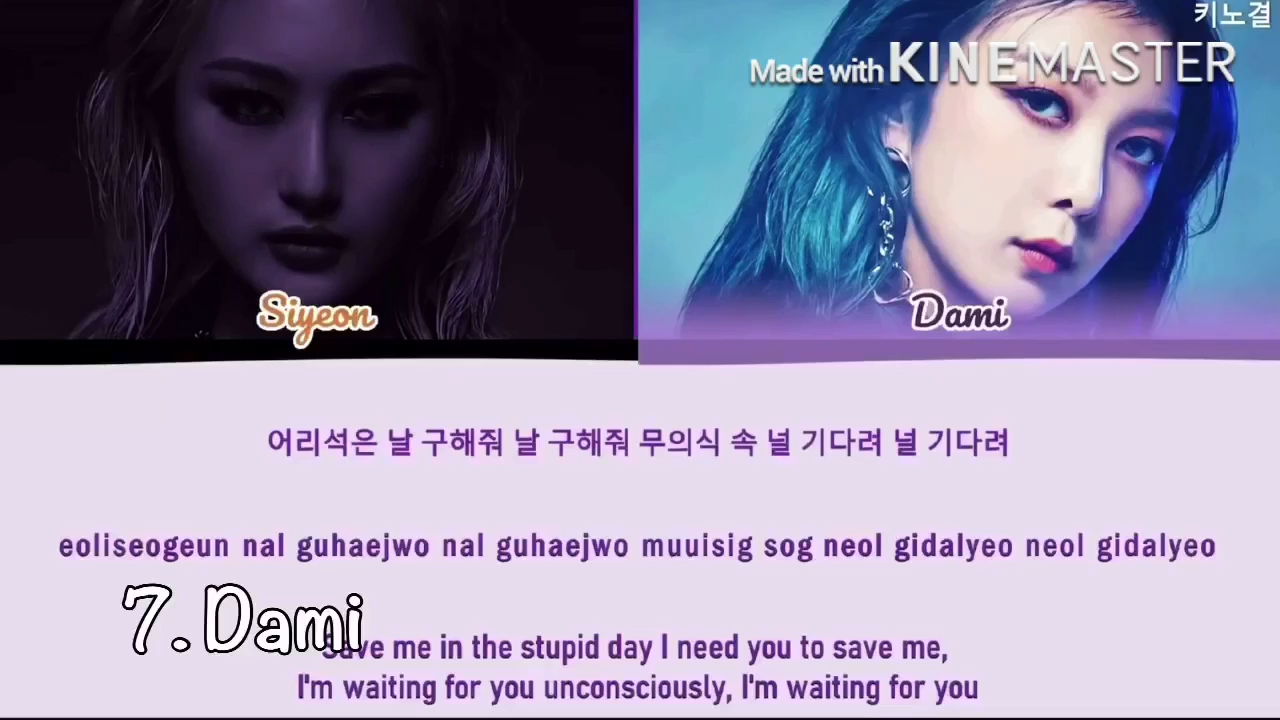 키노결
Made with KINEMASTER
Siyeon
Dami
어리석은 날 구해줘 날 구해줘 무의식 속 널 기다려 널 기다려
eoliseogeun nal guhaejwo nal guhaejwo muuisig sog neol gidalyeo neol gidalyeo
7. Dami
Save me in the stupid day I need you to save me,
I'm waiting for you unconsciously, I'm waiting for you